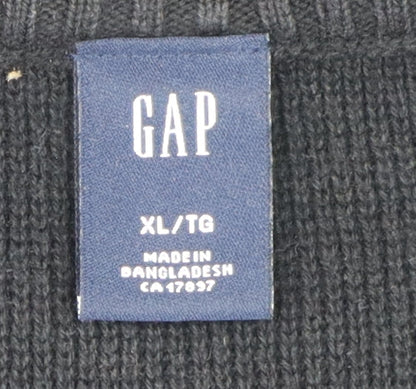 GAP
XL/TG
MADE IN
BANGLADESH
CA 17897